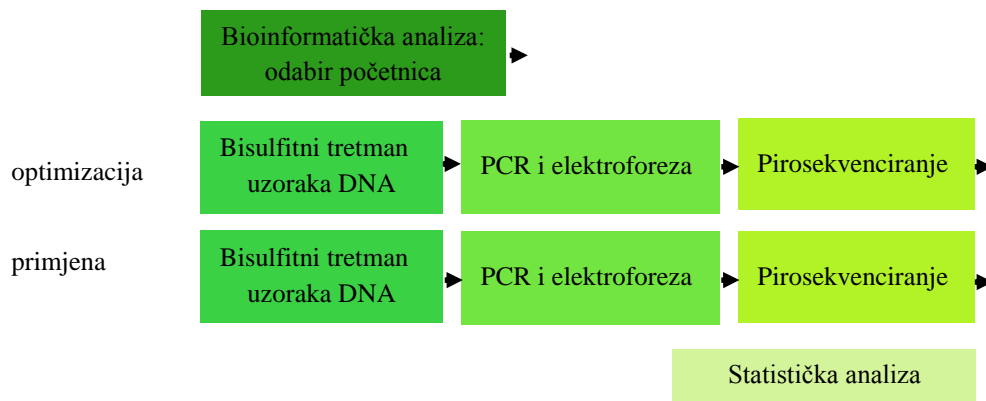 Bioinformatička analiza:
odabir početnica
optimizacija
Bisulfitni tretman
uzoraka DNA
PCR i elektroforeza
Pirosekvenciranje
primjena
Bisulfitni tretman
uzoraka DNA
PCR i elektroforeza
Pirosekvenciranje
Statistička analiza